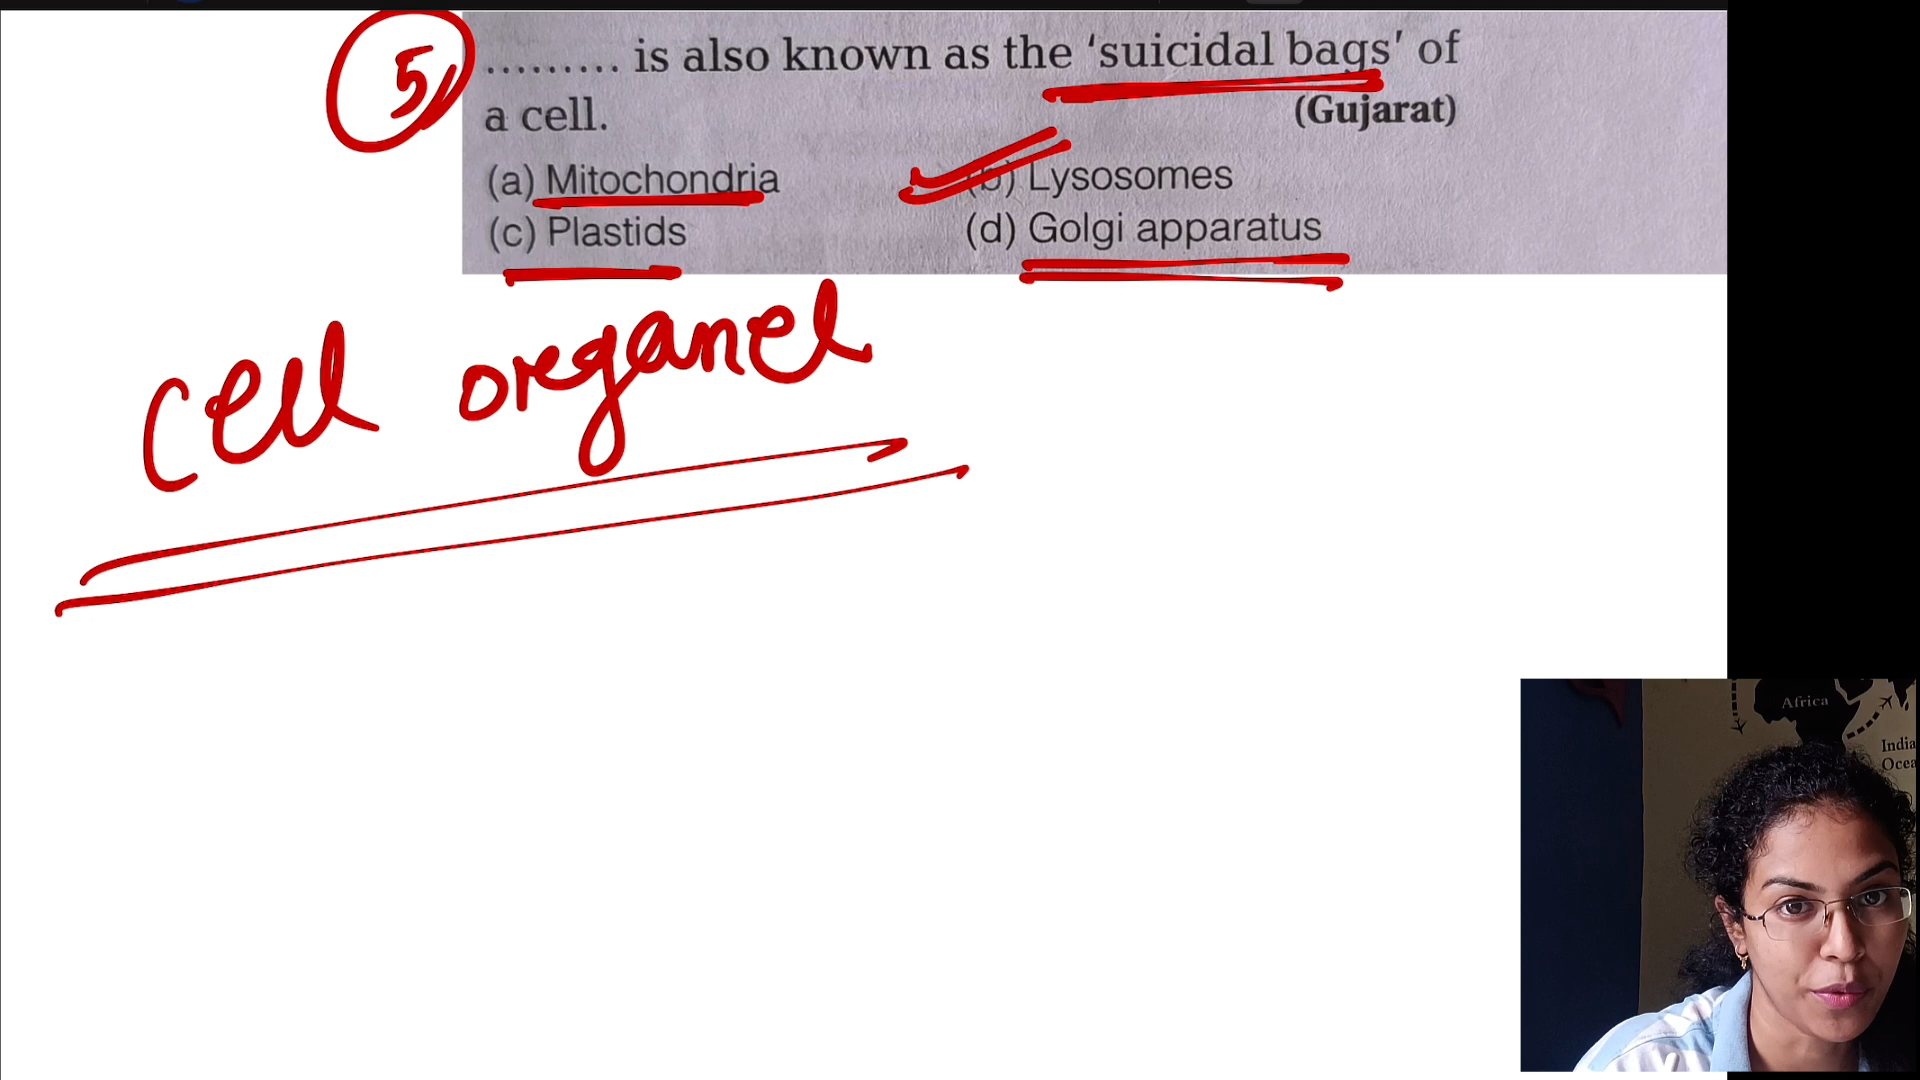 5
......... is also known as the ‘suicidal bags’ of
a cell. (Gujarat)
(a) Mitochondria (b) Lysosomes
(c) Plastids (d) Golgi apparatus
cell organel
Africa
India